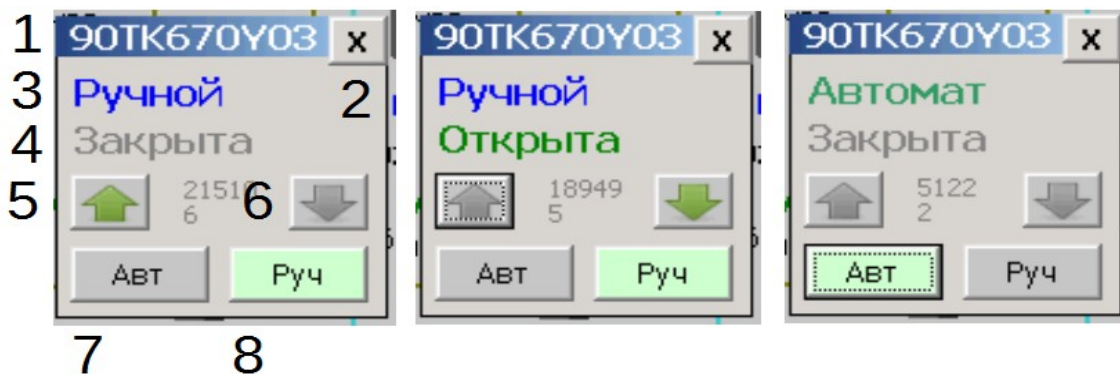 1 90TK670Y03 x 90TK670Y03 x 90TK670Y03 x
3 Ручной 2 Ручной Автомат
4 Закрыта Открыта Закрыта
5 6 18949 5122
6 5 2
Авт Руч Авт Руч Авт Руч
7 8